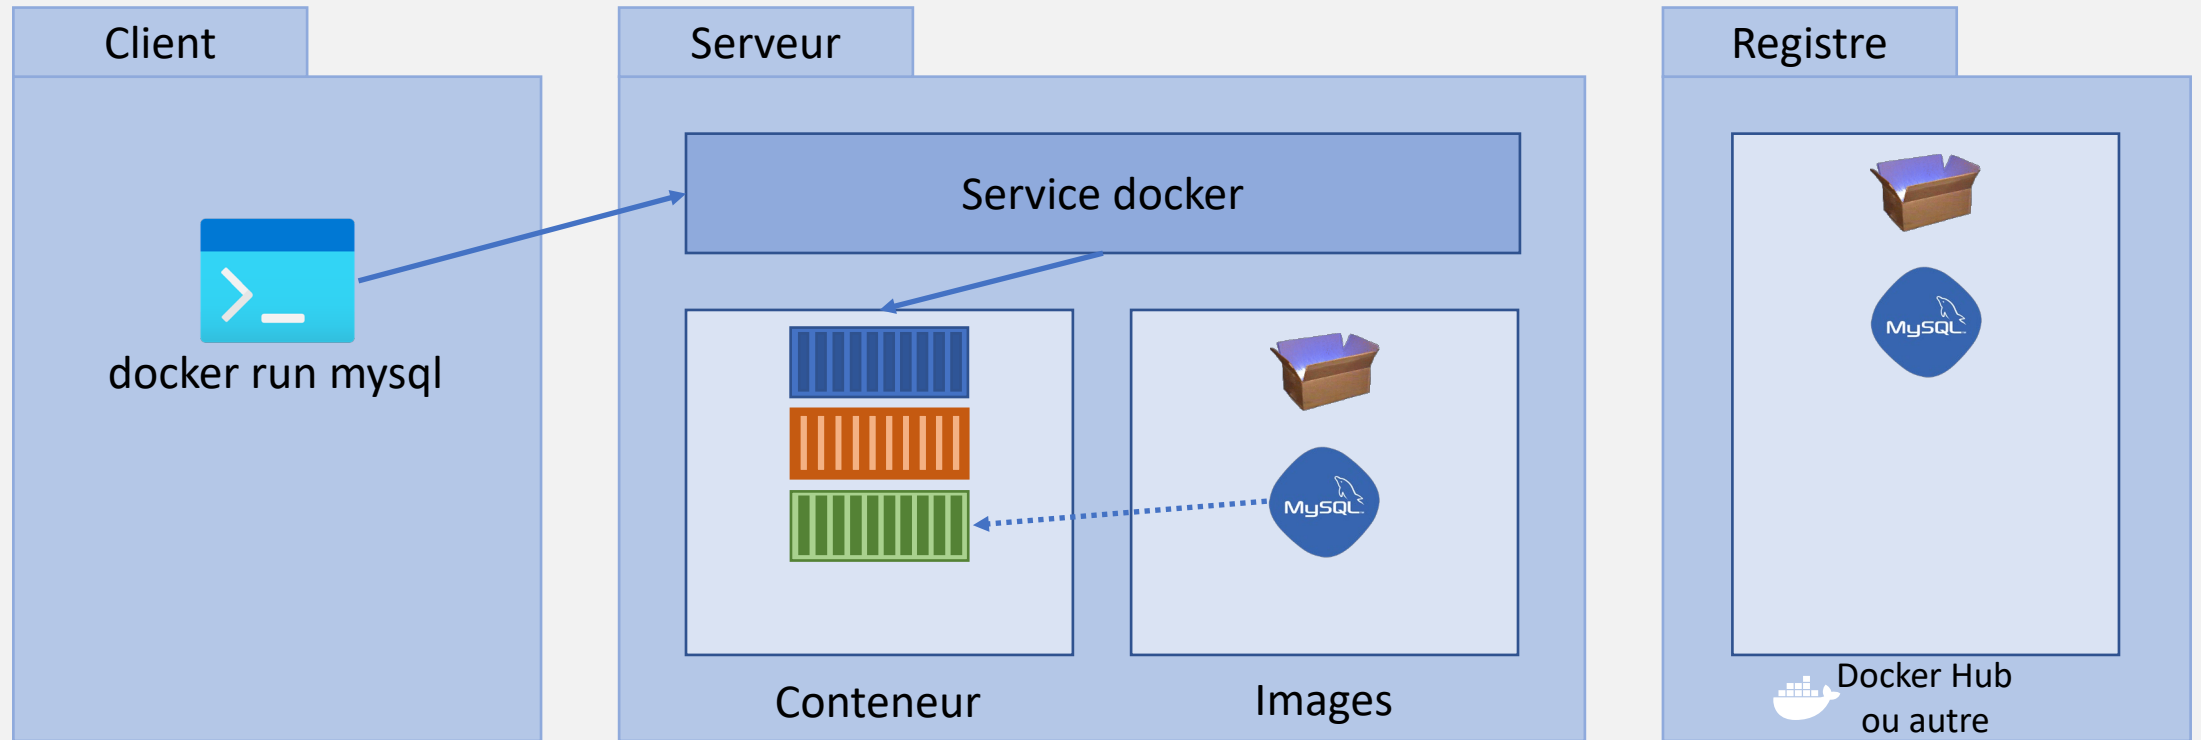 Client
Serveur
Registre
Service docker
docker run mysql
MySQL
MySQL
Conteneur
Images
Docker Hub
ou autre